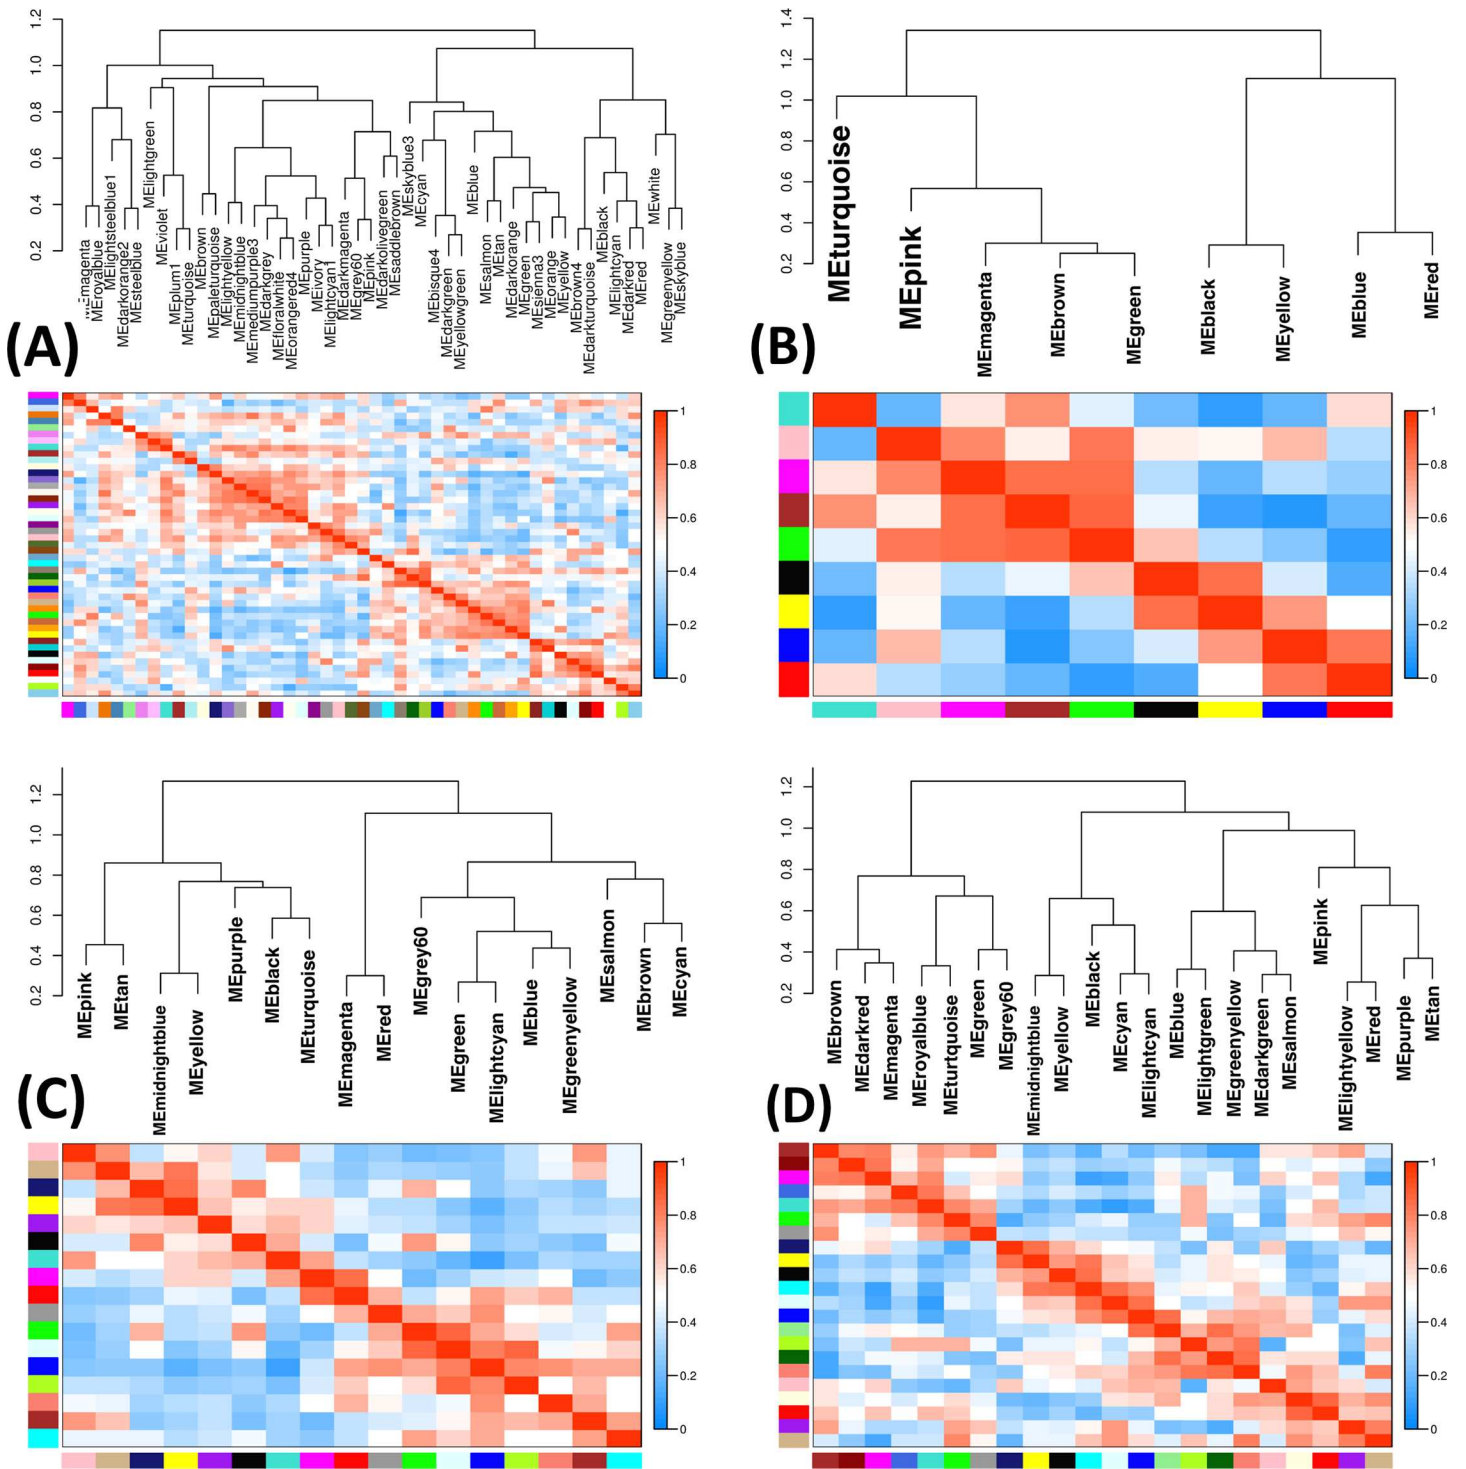 1.2
1.0
0.8
0.6
0.4
0.2
MEroyalblue
MElightsteelblue1
MEdarkorange2
MEsteelblue
MElightgreen
MEviolet
MEplum1
MEturquoise
MEbrown
MEpaleturquoise
MElightyellow
MEmidnightblue
MEmediumpurple3
MEdarkgrey
MEfloralwhite
MEorangered4
MEpurple
MEivory
MElightcyan1
MEdarkmagenta
MEgrey60
MEpink
MEdarkolivegreen
MEsaddlebrown
MEskyblue3
MEcyan
MEbisque4
MEdarkgreen
MEyellowgreen
MEblue
MEsalmon
MEtan
MEdarkorange
MEgreen
MEsienna3
MEorange
MEyellow
MEbrown4
MEdarkturquoise
MEblack
MElightcyan
MEdarkred
MEred
MEwhite
MEgreenyellow
MEskyblue
(A)
1
0.8
0.6
0.4
0.2
0
1.4
1.2
1.0
0.8
0.6
0.4
0.2
MEturquoise
MEpink
MEmagenta
MEbrown
MEgreen
MEblack
MEyellow
MEblue
MEred
(B)
1
0.8
0.6
0.4
0.2
0
1.2
1.0
0.8
0.6
0.4
0.2
MEpink
MEtan
MEmidnightblue
MEyellow
MEpurple
MEblack
MEturquoise
MEmagenta
MEred
MEgrey60
MEgreen
MElightcyan
MEblue
MEgreenyellow
MEsalmon
MEbrown
MEcyan
(C)
1
0.8
0.6
0.4
0.2
0
1.2
1.0
0.8
0.6
0.4
0.2
MEbrown
MEdarkred
MEmagenta
MEroyalblue
MEturtquoise
MEgreen
MEgrey60
MEmidnightblue
MEyellow
MEblack
MEcyan
MElightcyan
MEblue
MElightgreen
MEgreenyellow
MEdarkgreen
MEsalmon
MEpink
MElightyellow
MEred
MEpurple
MEtan
(D)
1
0.8
0.6
0.4
0.2
0